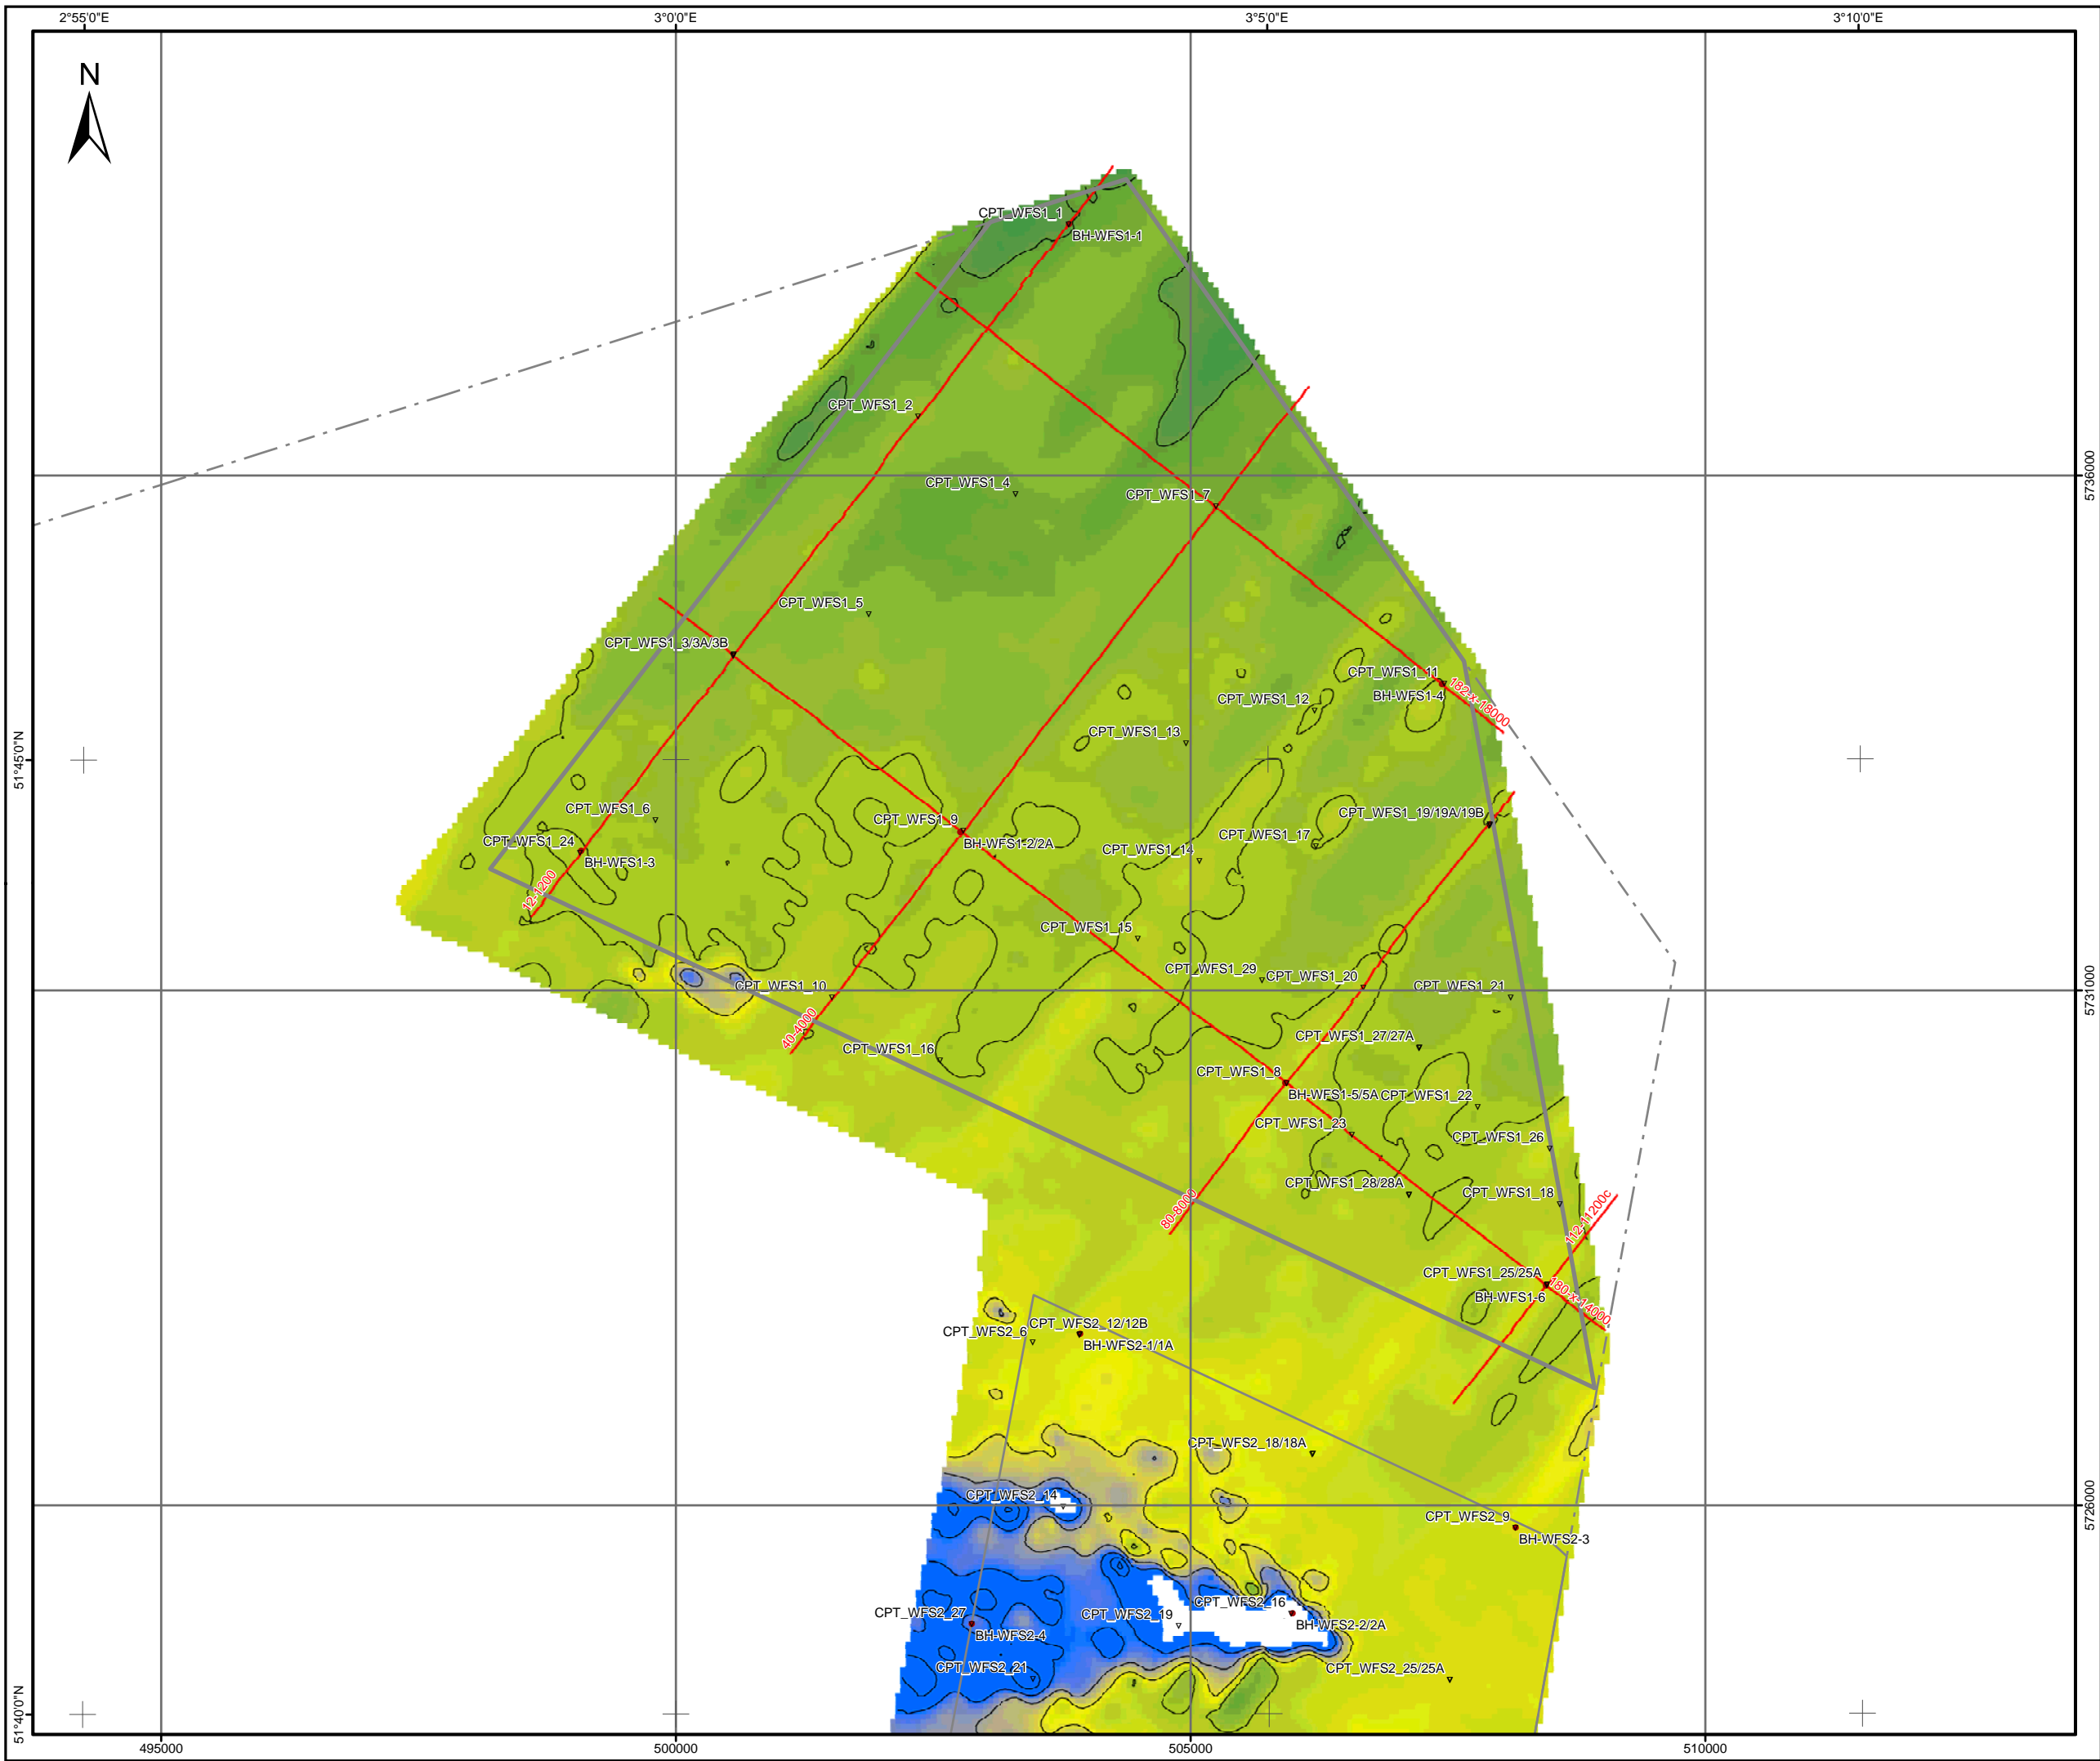 2°55'0"E 3°0'0"E 3°5'0"E 3°10'0"E
N
CPT_WFS1_1
BH-WFS1-1
CPT_WFS1_2
CPT_WFS1_4
CPT_WFS1_7
5736000
CPT_WFS1_5
CPT_WFS1_3/3A/3B
CPT_WFS1_11
182-x-18000
BH-WFS1-4
CPT_WFS1_12
CPT_WFS1_13
51°45'0"N
CPT_WFS1_6
CPT_WFS1_9
CPT_WFS1_19/19A/19B
CPT_WFS1_24
BH-WFS1-3
BH-WFS1-2/2A
CPT_WFS1_17
CPT_WFS1_14
12-1200
CPT_WFS1_15
CPT_WFS1_29
CPT_WFS1_20
CPT_WFS1_10
CPT_WFS1_21
5731000
40-4000
CPT_WFS1_16
CPT_WFS1_27/27A
CPT_WFS1_8
BH-WFS1-5/5A
CPT_WFS1_22
CPT_WFS1_23
CPT_WFS1_26
CPT_WFS1_28/28A
CPT_WFS1_18
80-8000
112-11200c
CPT_WFS1_25/25A
BH-WFS1-6
180-x-14000
CPT_WFS2_12/12B
CPT_WFS2_6
BH-WFS2-1/1A
CPT_WFS2_18/18A
CPT_WFS2_14
CPT_WFS2_9
5726000
BH-WFS2-3
CPT_WFS2_27
CPT_WFS2_19
CPT_WFS2_16
BH-WFS2-2/2A
BH-WFS2-4
CPT_WFS2_21
CPT_WFS2_25/25A
51°40'0"N
495000 500000 505000 510000